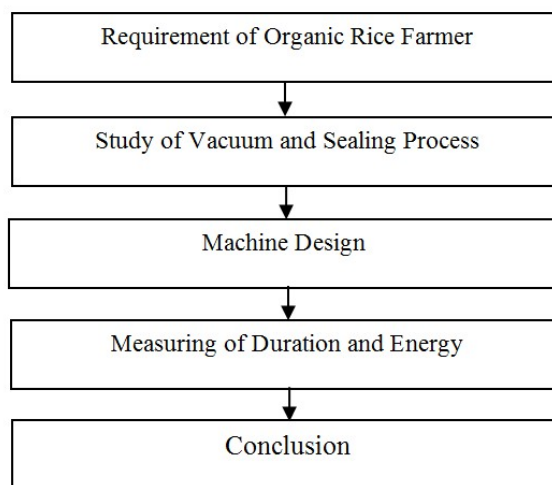 Requirement of Organic Rice Farmer
Study of Vacuum and Sealing Process
Machine Design
Measuring of Duration and Energy
Conclusion